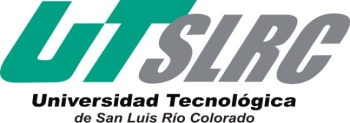 UTSLRC
Universidad Tecnológica
de San Luis Río Colorado